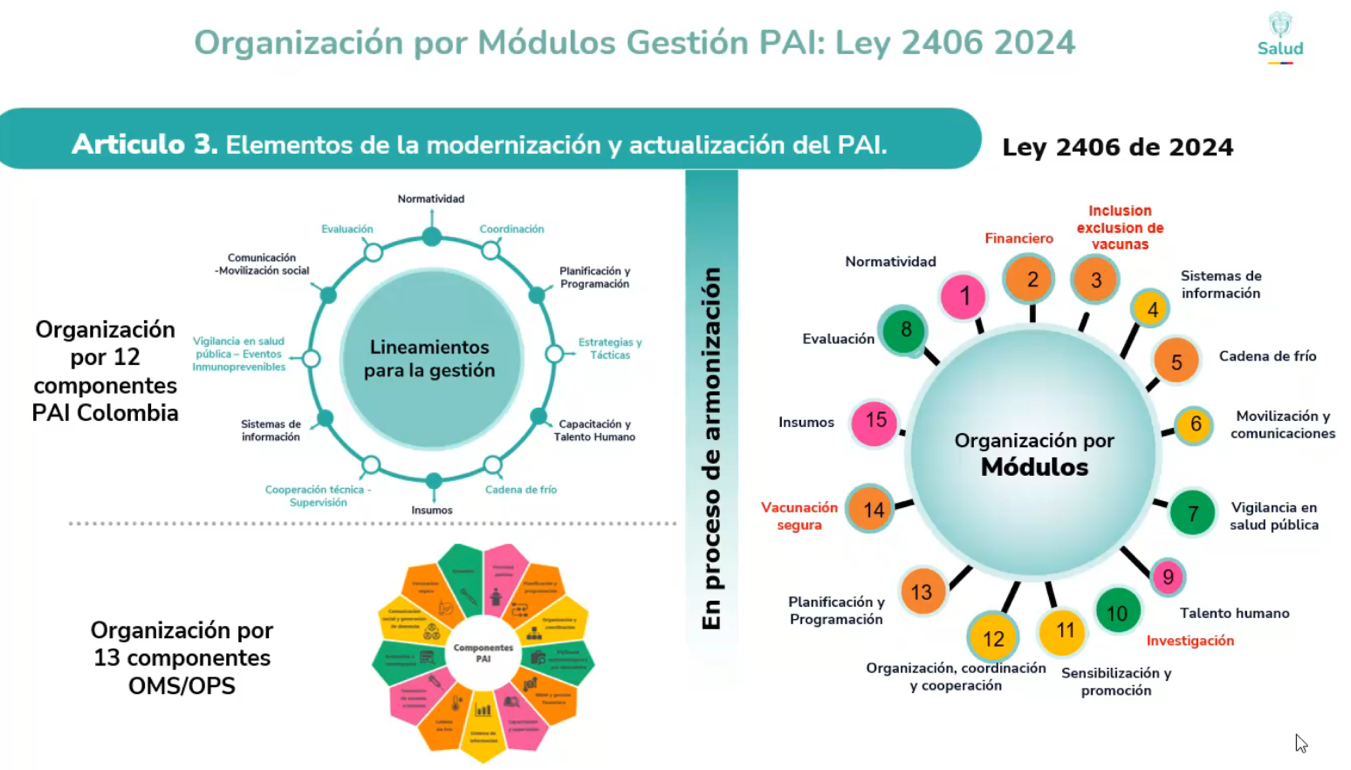 Organización por Módulos Gestión PAI: Ley 2406 2024
Salud
Articulo 3. Elementos de la modernización y actualización del PAI.
Ley 2406 de 2024
Organización
por 12
componentes
PAI Colombia
Normatividad
Evaluación
Coordinación
Comunicación
-Movilización social
Planificación y
Programación
Vigilancia en salud
pública – Eventos
Inmunoprevenibles
Estrategias y
Tácticas
Lineamientos
para la gestión
Sistemas de
información
Capacitación y
Talento Humano
Cooperación técnica -
Supervisión
Cadena de frío
Insumos
Organización por
13 componentes
OMS/OPS
Componentes
PAI
Planificación y
programación
Organización y
coordinación
En proceso de armonización
Organización por
Módulos
1
Normatividad
2
Financiero
3
Inclusion
exclusion de
vacunas
4
Sistemas de
información
5
Cadena de frío
6
Movilización y
comunicaciones
7
Vigilancia en
salud pública
9
Talento humano
10
Investigación
11
Sensibilización y
promoción
12
Organización, coordinación
y cooperación
13
Planificación y
Programación
14
Vacunación
segura
15
Insumos
8
Evaluación